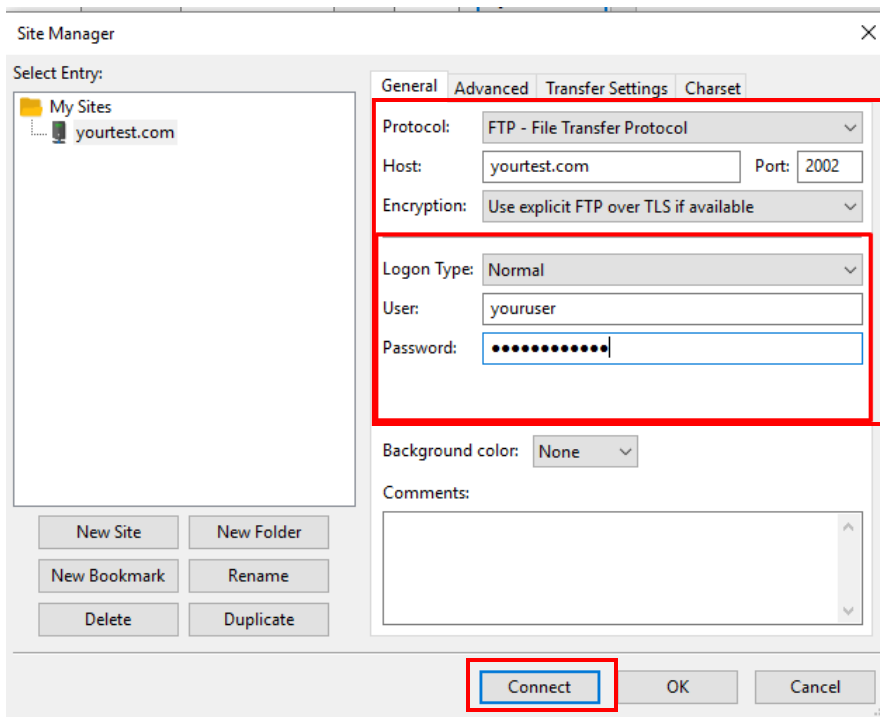 Site Manager
Select Entry:
My Sites
yourtest.com
General Advanced Transfer Settings Charset
Protocol: FTP - File Transfer Protocol
Host: yourtest.com Port: 2002
Encryption: Use explicit FTP over TLS if available
Logon Type: Normal
User: youruser
Password: ●●●●●●●●●●●●
Background color: None
Comments:
New Site New Folder
New Bookmark Rename
Delete Duplicate
Connect OK Cancel